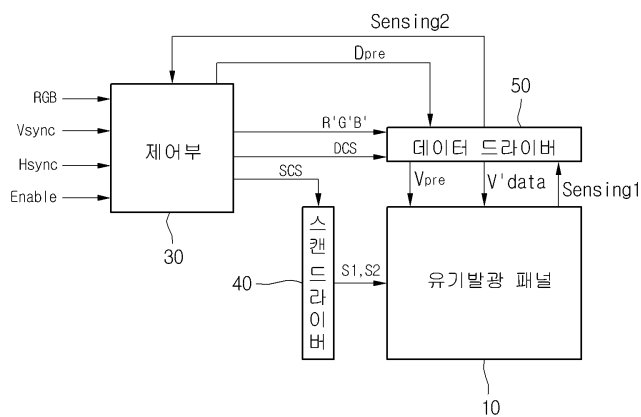 Sensing2
Dpre
50
RGB
Vsync
Hsync
Enable
제어부
R'G'B'
DCS
SCS
데이터 드라이버
Vpre
V'data
Sensing1
30
40
스캔드라이버
S1,S2
유기발광 패널
10